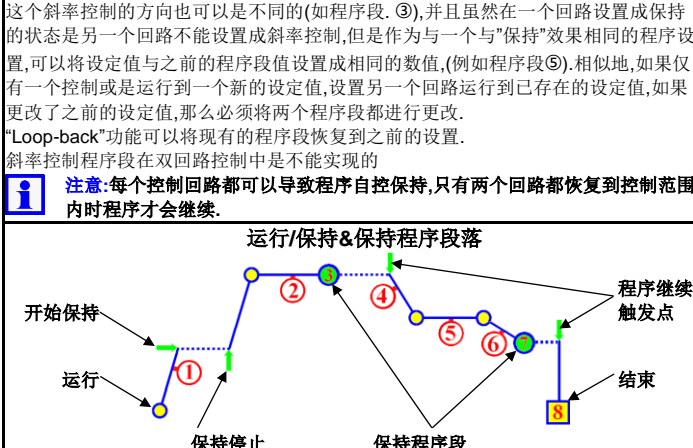 这个斜率控制的方向也可以是不同的(如程序段. ③),并且虽然在一个回路设置成保持
的状态是另一个回路不能设置成斜率控制,但是作为与一个与"保持"效果相同的程序设
置,可以将设定值与之前的程序段值设置成相同的数值,(例如程序段⑤).相似地,如果仅
有一个控制或是运行到一个新的设定值,设置另一个回路运行到已存在的设定值,如果
更改了之前的设定值,那么必须将两个程序段都进行更改.
“Loop-back”功能可以将现有的程序段恢复到之前的设置.
斜率控制程序段在双回路控制中是不能实现的
i 注意:每个控制回路都可以导致程序自控保持,只有两个回路都恢复到控制范围
内时程序才会继续.
运行/保持&保持程序段落
② 3
④
程序继续
触发点
开始保持
⑤
⑥ 7
运行
①
结束
8
保持停止
保持程序段